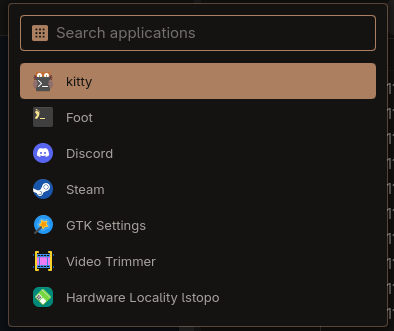 Search applications
kitty
Foot
Discord
Steam
GTK Settings
Video Trimmer
Hardware Locality lstopo